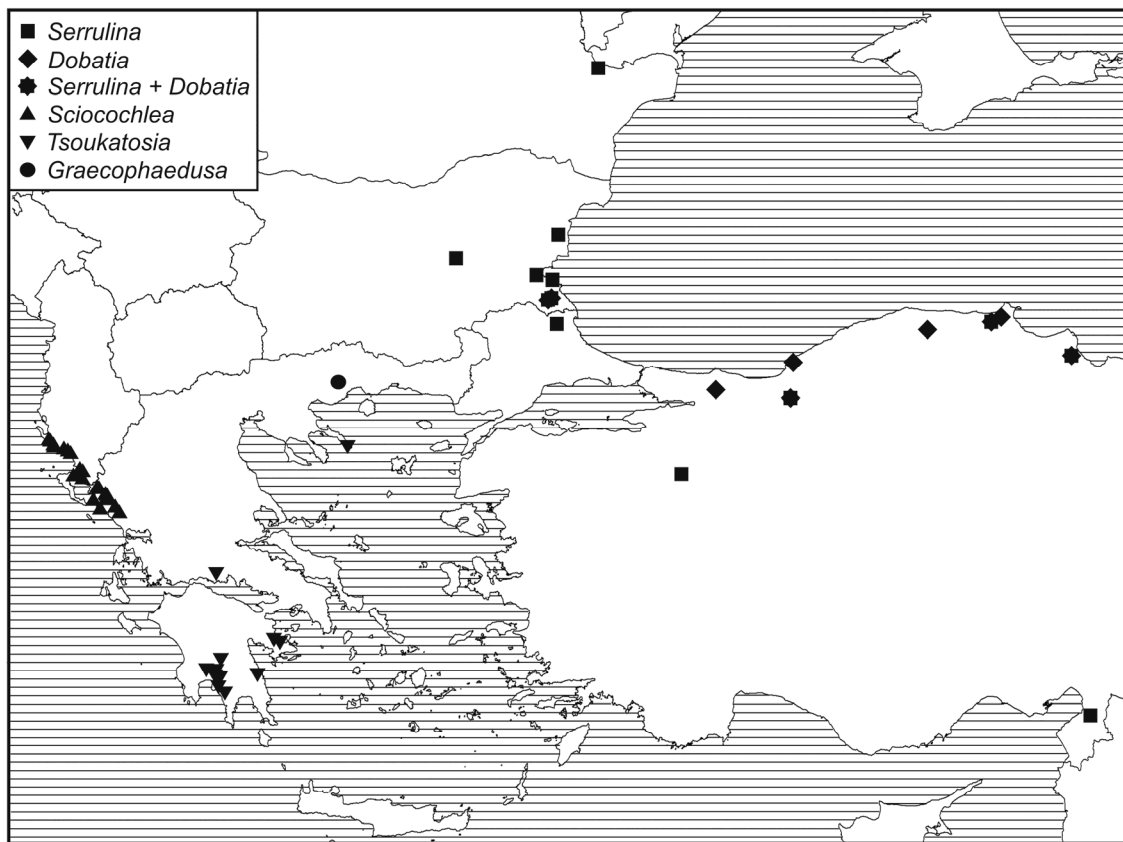 Serrulina
Dobatia
Serrulina + Dobatia
Sciocochlea
Tsoukatosia
Graecophaedusa